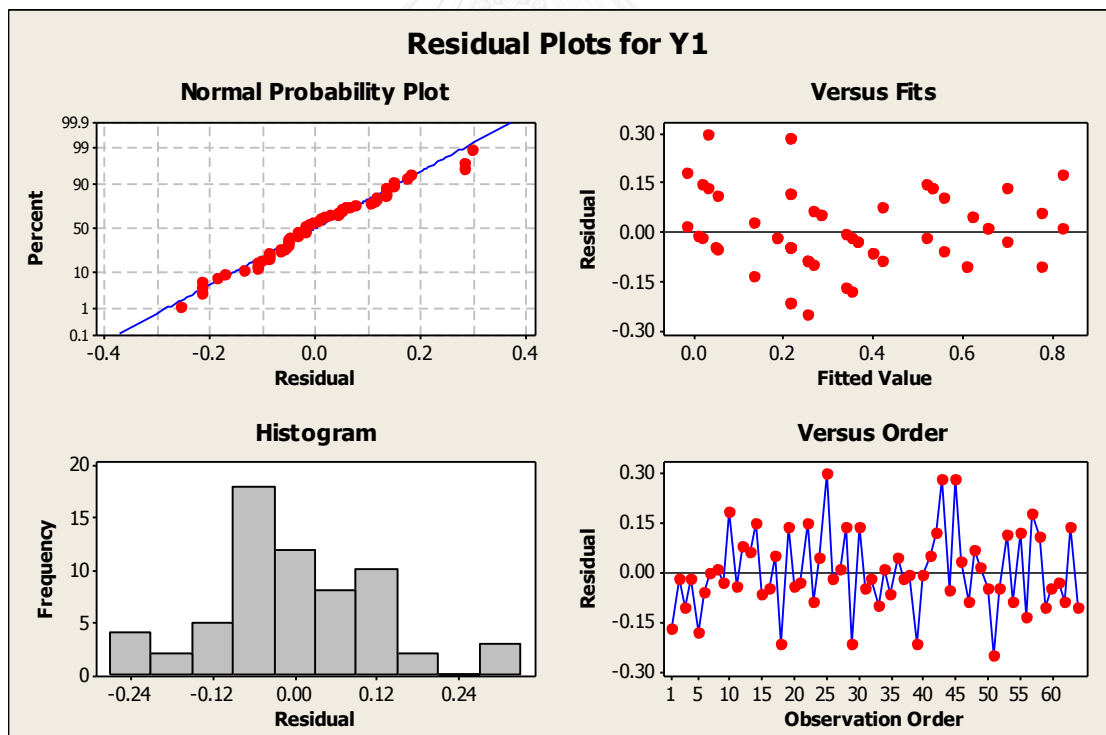 Residual Plots for Y1
Normal Probability Plot
99.9
99
90
50
10
1
0.1
Percent
-0.4 -0.2 0.0 0.2 0.4
Residual
Versus Fits
0.30
0.15
0.00
-0.15
-0.30
Residual
0.0 0.2 0.4 0.6 0.8
Fitted Value
Histogram
20
15
10
5
0
Frequency
-0.24 -0.12 0.00 0.12 0.24
Residual
Versus Order
0.30
0.15
0.00
-0.15
-0.30
Residual
1 5 10 15 20 25 30 35 40 45 50 55 60
Observation Order